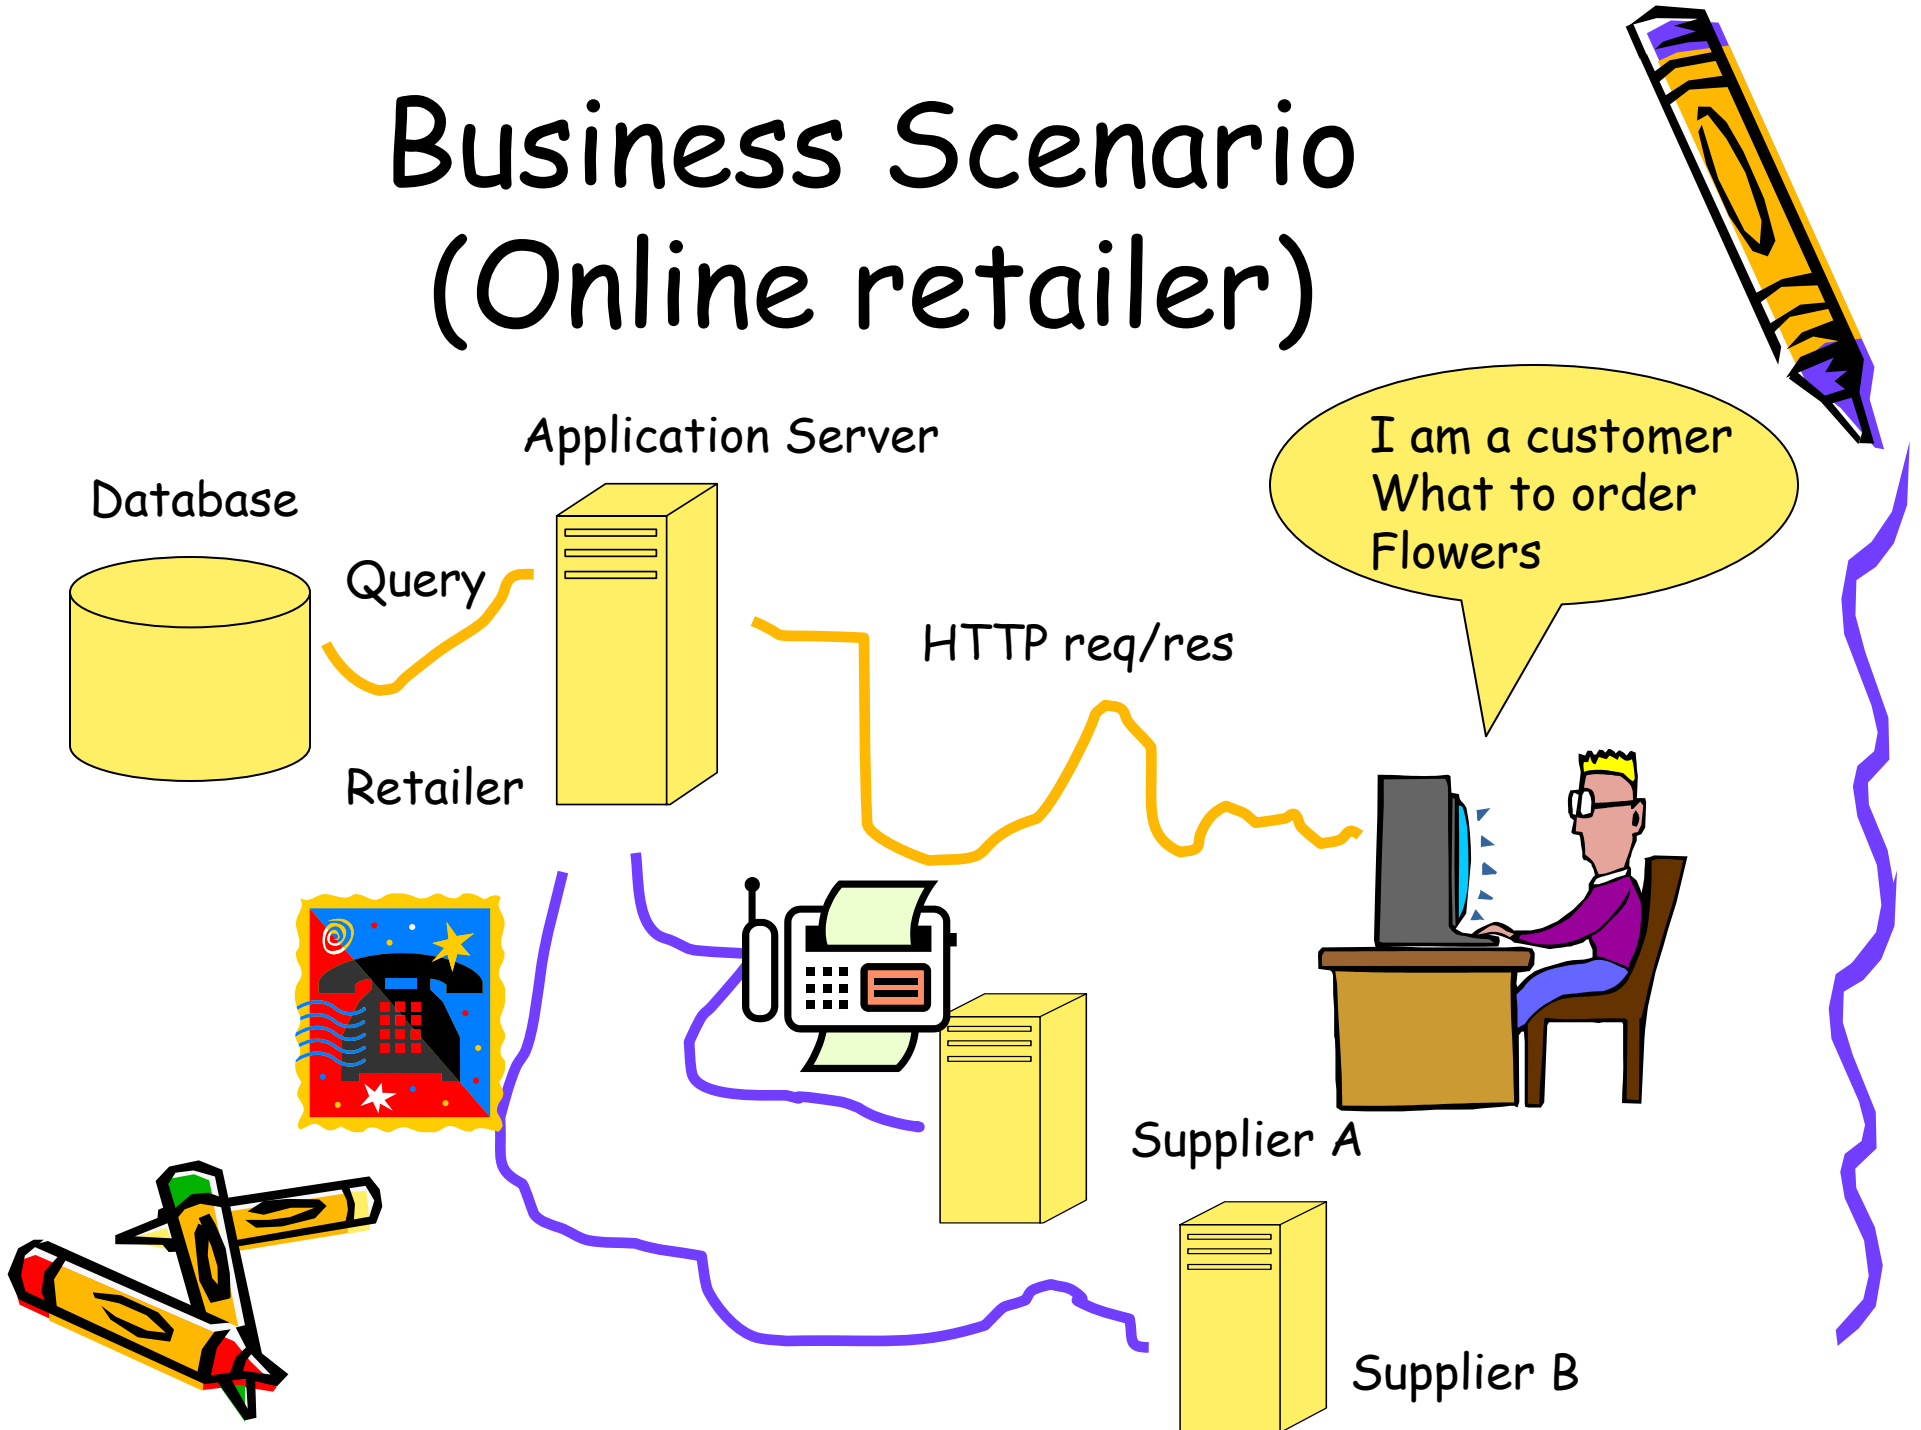 Business Scenario
(Online retailer)
Application Server
Database
I am a customer
What to order
Flowers
Query
HTTP req/res
Retailer
Supplier A
Supplier B